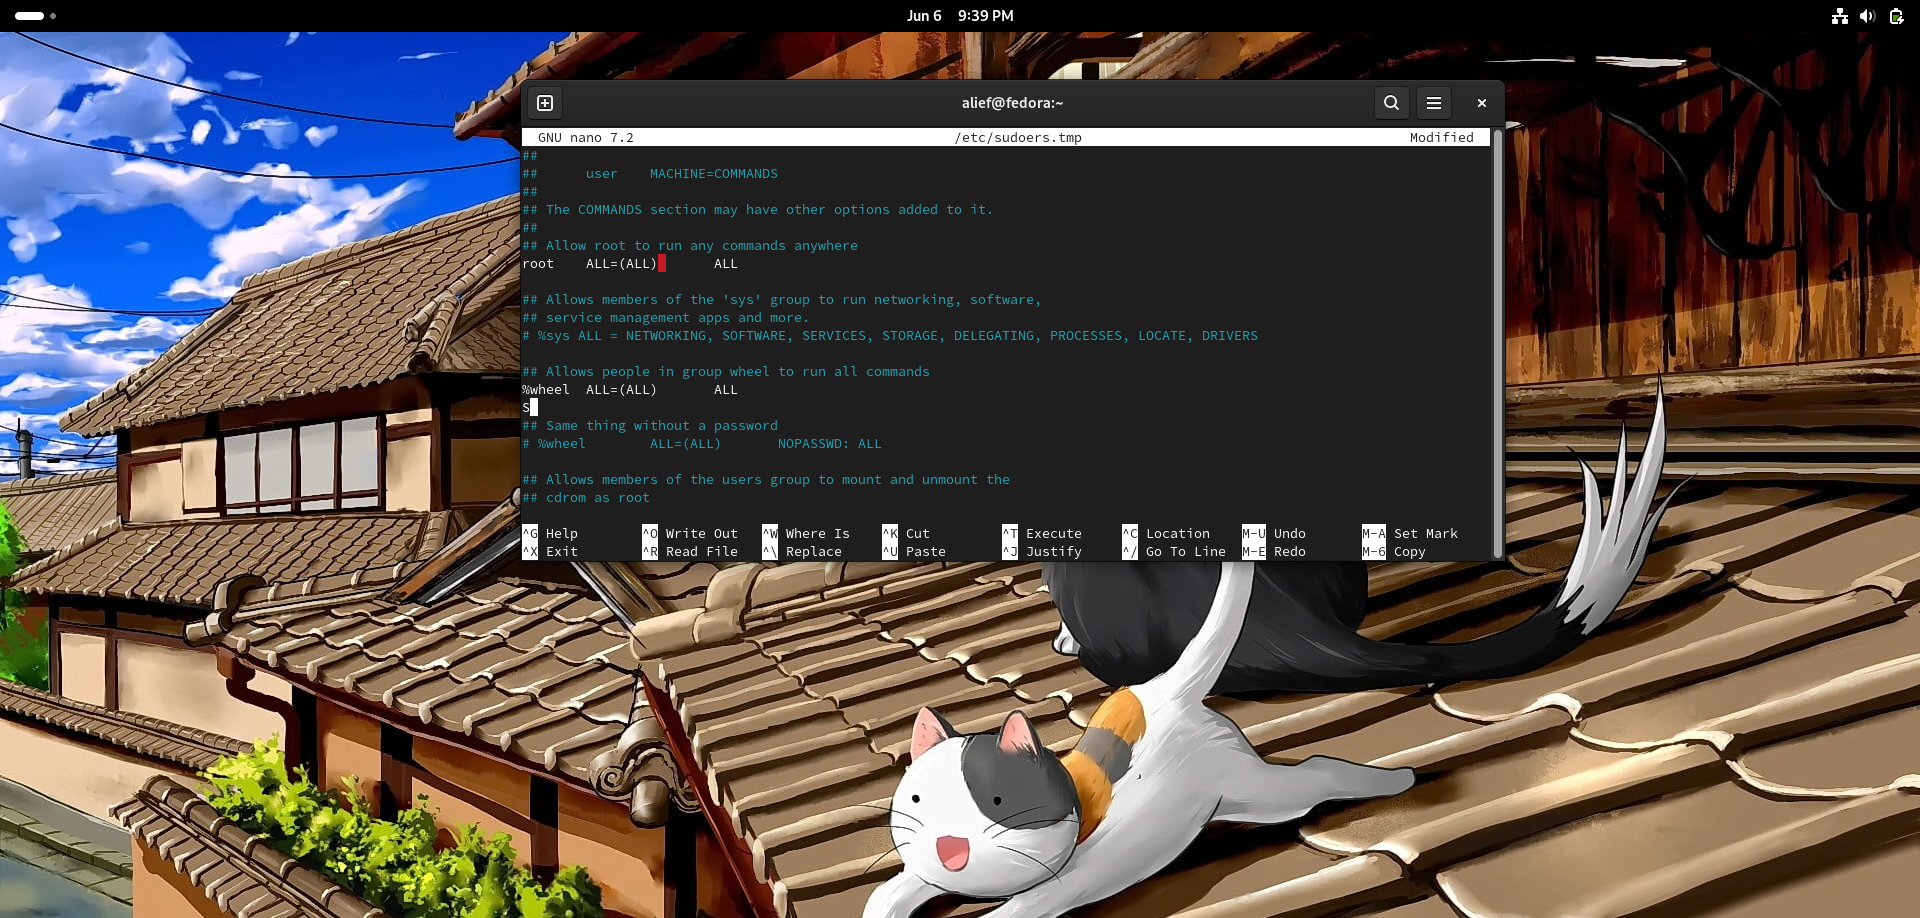 Jun 6 9:39 PM
alief@fedora:~
GNU nano 7.2 /etc/sudoers.tmp Modified
##
## user MACHINE=COMMANDS
##
## The COMMANDS section may have other options added to it.
##
## Allow root to run any commands anywhere
root ALL=(ALL) ALL
## Allows members of the 'sys' group to run networking, software,
## service management apps and more.
# %sys ALL = NETWORKING, SOFTWARE, SERVICES, STORAGE, DELEGATING, PROCESSES, LOCATE, DRIVERS
## Allows people in group wheel to run all commands
%wheel ALL=(ALL) ALL
S
## Same thing without a password
# %wheel ALL=(ALL) NOPASSWD: ALL
## Allows members of the users group to mount and unmount the
## cdrom as root
^G Help ^O Write Out ^W Where Is ^K Cut ^T Execute ^C Location M-U Undo M-A Set Mark
^X Exit ^R Read File ^\ Replace ^U Paste ^J Justify ^/ Go To Line M-E Redo M-6 Copy